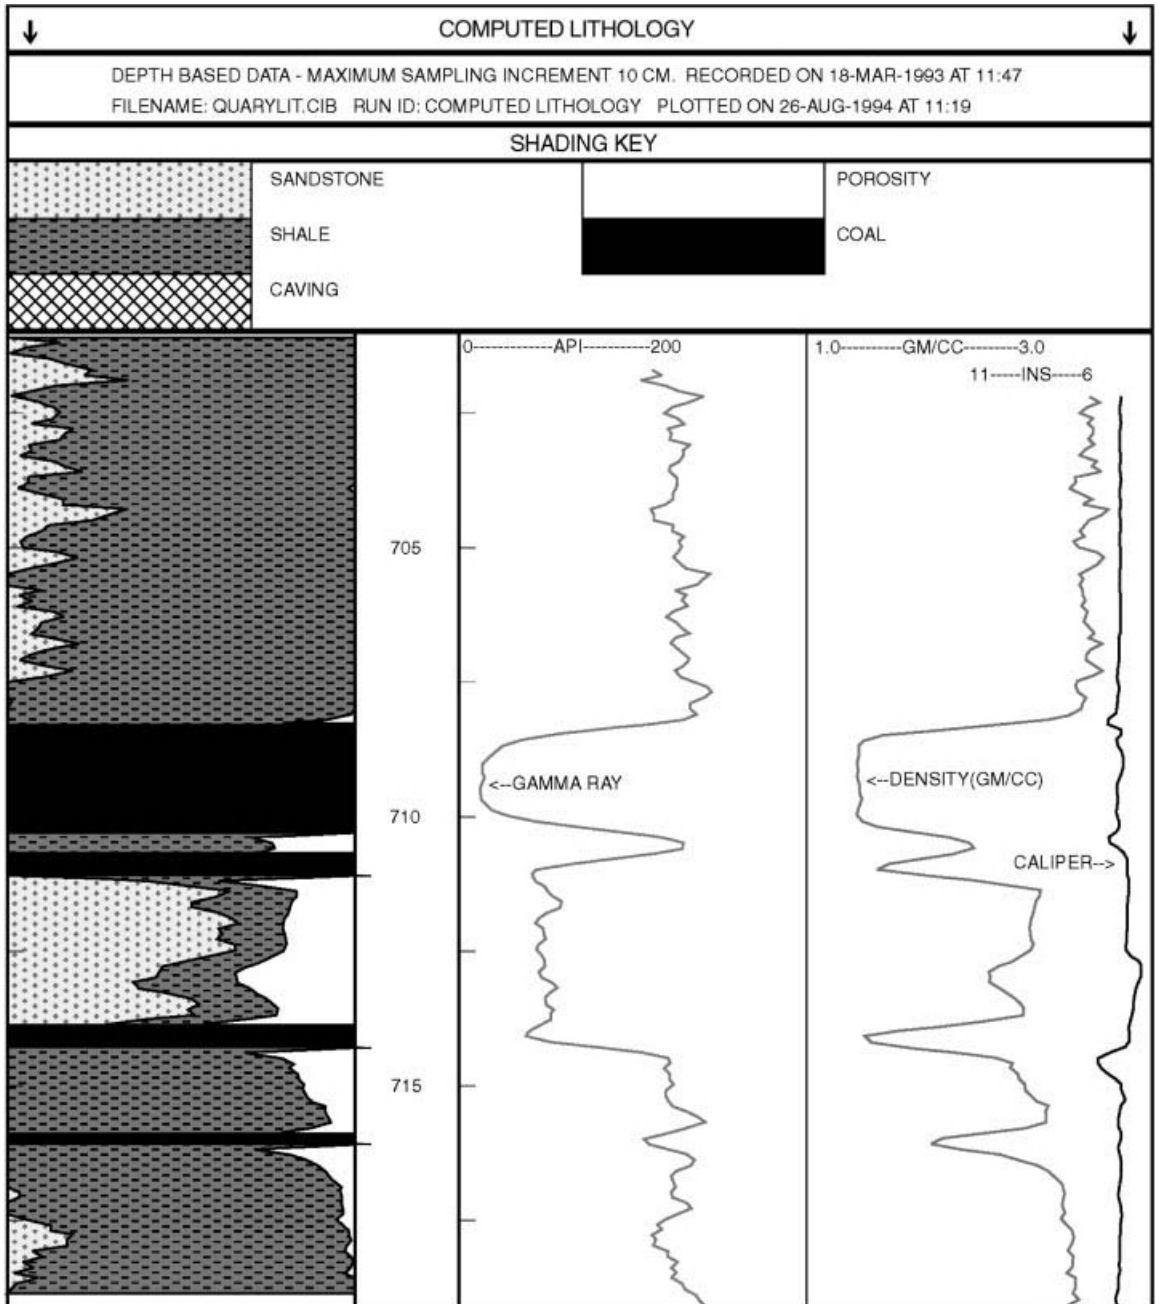 COMPUTED LITHOLOGY
DEPTH BASED DATA - MAXIMUM SAMPLING INCREMENT 10 CM. RECORDED ON 18-MAR-1993 AT 11:47
FILENAME: QUARYLIT.CIB RUN ID: COMPUTED LITHOLOGY PLOTTED ON 26-AUG-1994 AT 11:19
SHADING KEY
SANDSTONE
POROSITY
SHALE
COAL
CAVING
0-------------API---------200
1.0----------GM/CC---------3.0
11-----INS-----6
705
<--GAMMA RAY
<--DENSITY(GM/CC)
710
CALIPER-->
715